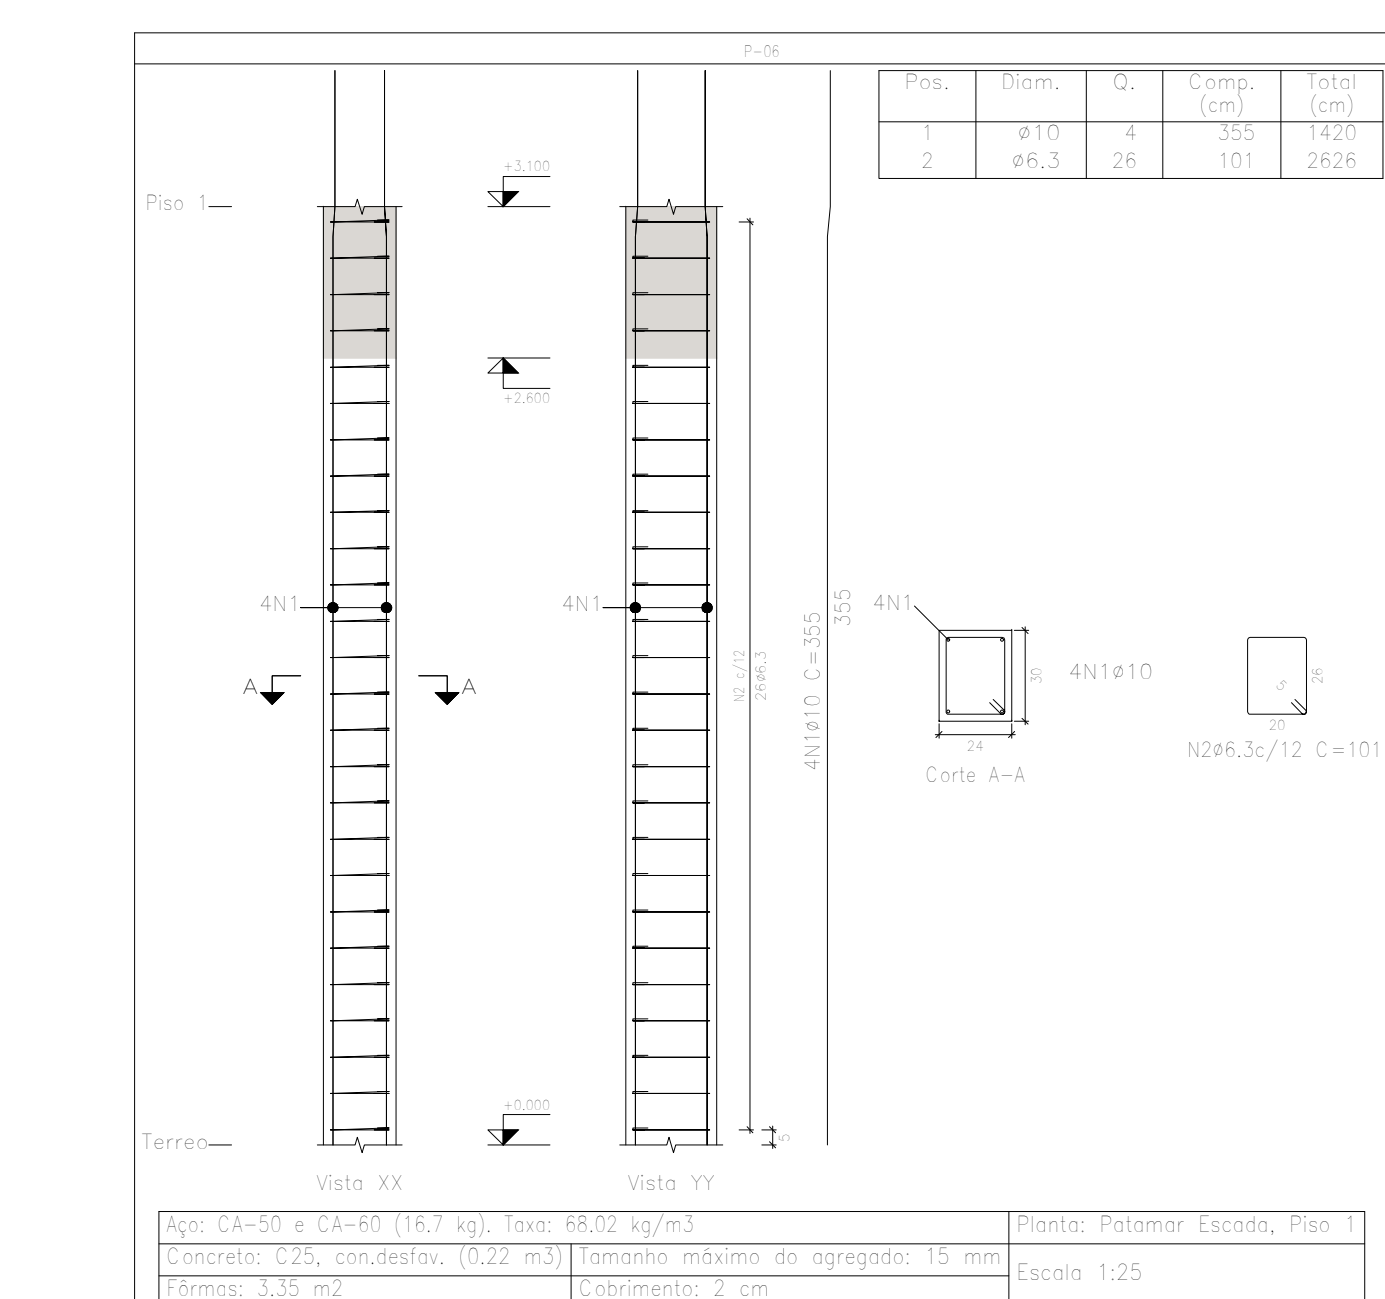 P-06
Pos. Diam. Q. Comp. (cm) Total (cm)
1 ø10 4 355 1420
2 ø6.3 26 101 2626
+3.100
Piso 1
+2.600
4N1
4N1
A
A
N2 c/12
26ø6.3
4N1ø10 C=355
355
4N1
30
24
4N1ø10
Corte A-A
5
26
20
N2ø6.3c/12 C=101
+0.000
Terreo
5
Vista XX
Vista YY
Aço: CA-50 e CA-60 (16.7 kg). Taxa: 68.02 kg/m3
Planta: Patamar Escada, Piso 1
Concreto: C25, con.desfav. (0.22 m3)
Tamanho máximo do agregado: 15 mm
Escala 1:25
Fôrmas: 3.35 m2
Cobrimento: 2 cm